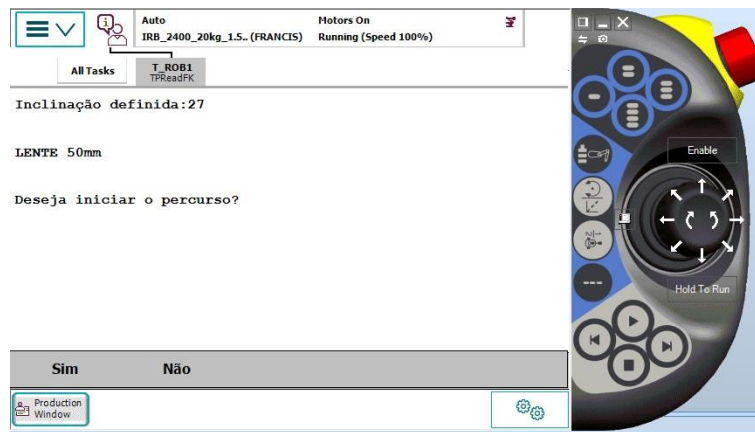 Auto
IRB_2400_20kg_1.5.. (FRANCIS)
Motors On
Running (Speed 100%)
All Tasks
T_ROB1
TPReadFK
Inclinação definida:27
LENTE 50mm
Deseja iniciar o percurso?
Sim
Não
Production
Window
Enable
Hold To Run